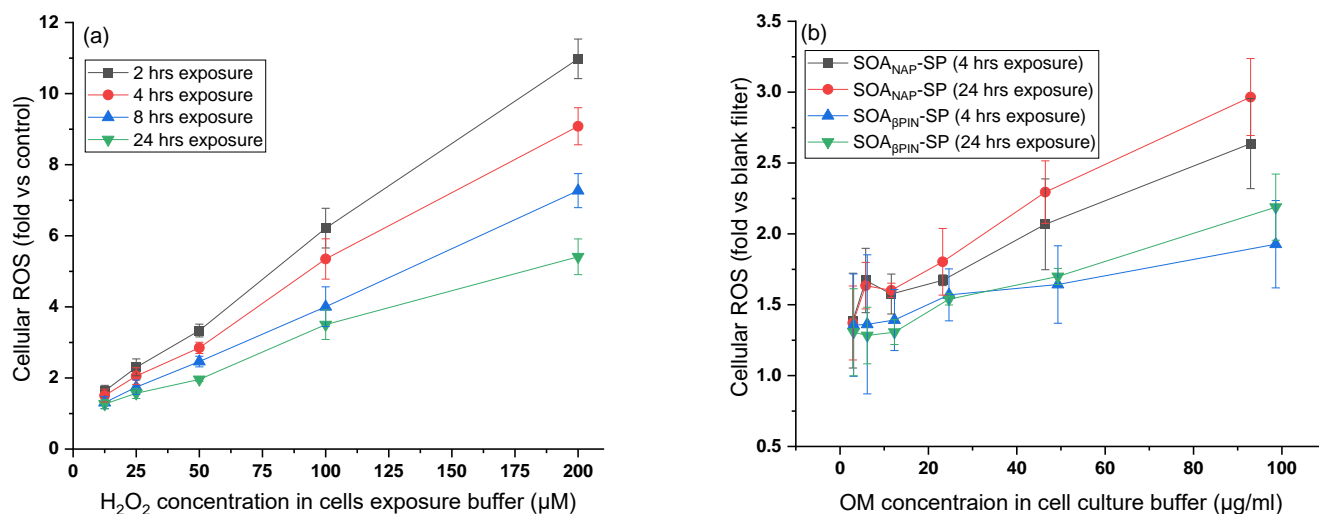 (a)
2 hrs exposure
4 hrs exposure
8 hrs exposure
24 hrs exposure
Cellular ROS (fold vs control)
12
10
8
6
4
2
0
0 25 50 75 100 125 150 175 200
H₂O₂ concentration in cells exposure buffer (µM)
(b)
SOA_NAP-SP (4 hrs exposure)
SOA_NAP-SP (24 hrs exposure)
SOA_βPIN-SP (4 hrs exposure)
SOA_βPIN-SP (24 hrs exposure)
Cellular ROS (fold vs blank filter)
3.5
3.0
2.5
2.0
1.5
1.0
0.5
0 20 40 60 80 100
OM concentraion in cell culture buffer (µg/ml)